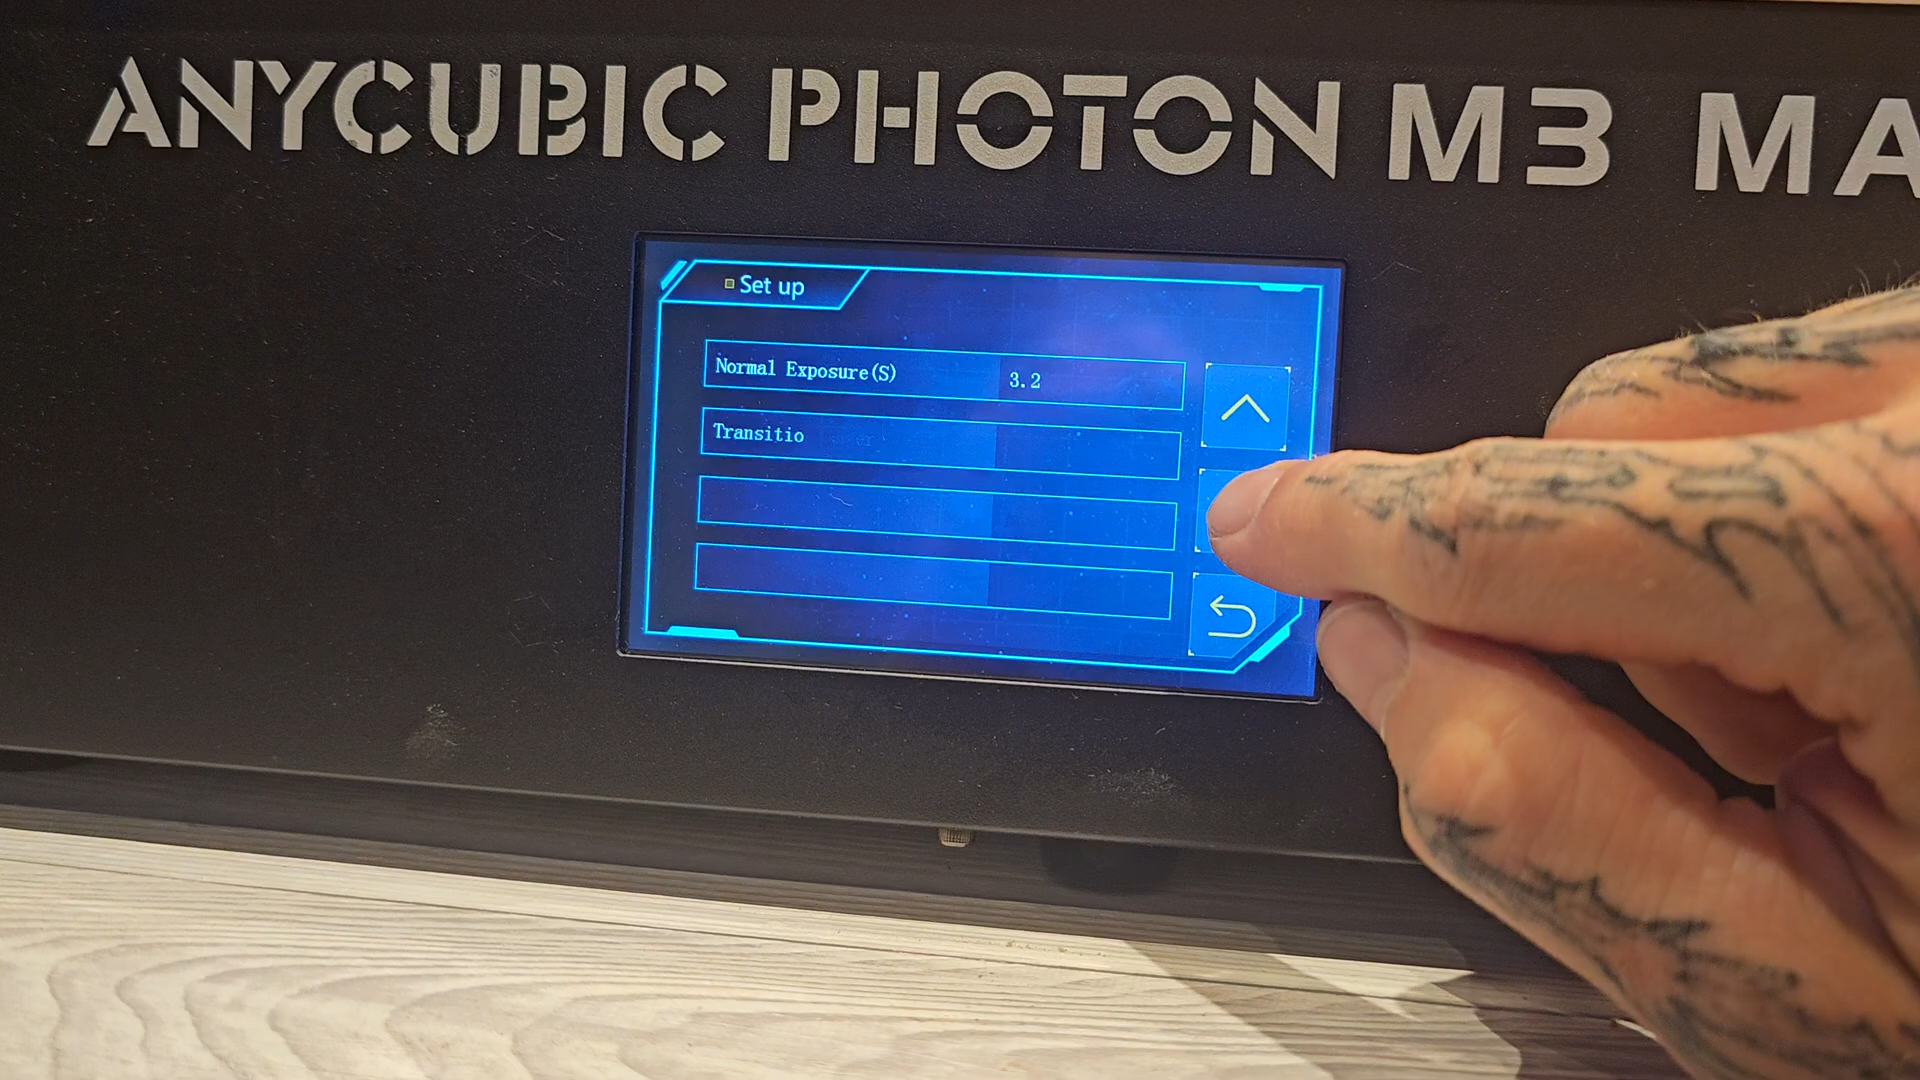 ANYCUBIC PHOTON M3 MA
Set up
Normal Exposure(S) 3.2
Transitio